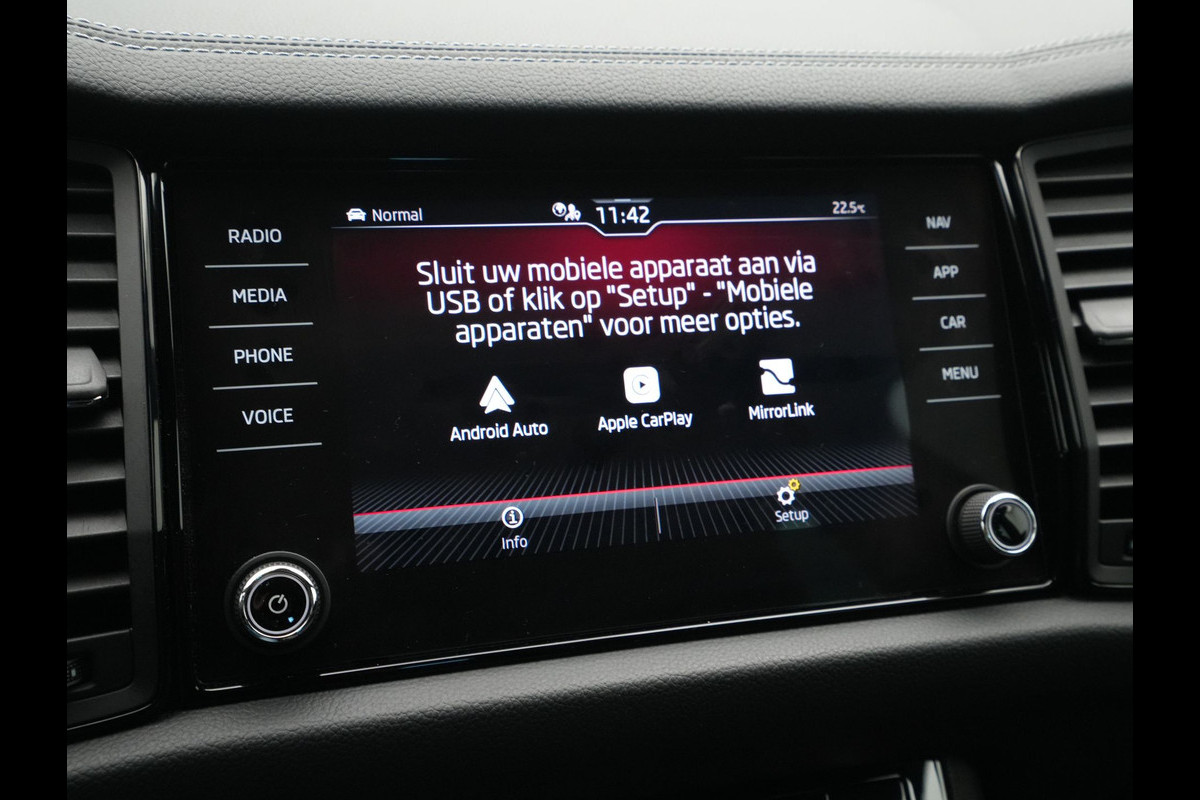 Normal
11:42
22.5°C
RADIO
MEDIA
PHONE
VOICE
Sluit uw mobiele apparaat aan via
USB of klik op "Setup" - "Mobiele
apparaten" voor meer opties.
Android Auto
Apple CarPlay
MirrorLink
Info
Setup
NAV
APP
CAR
MENU